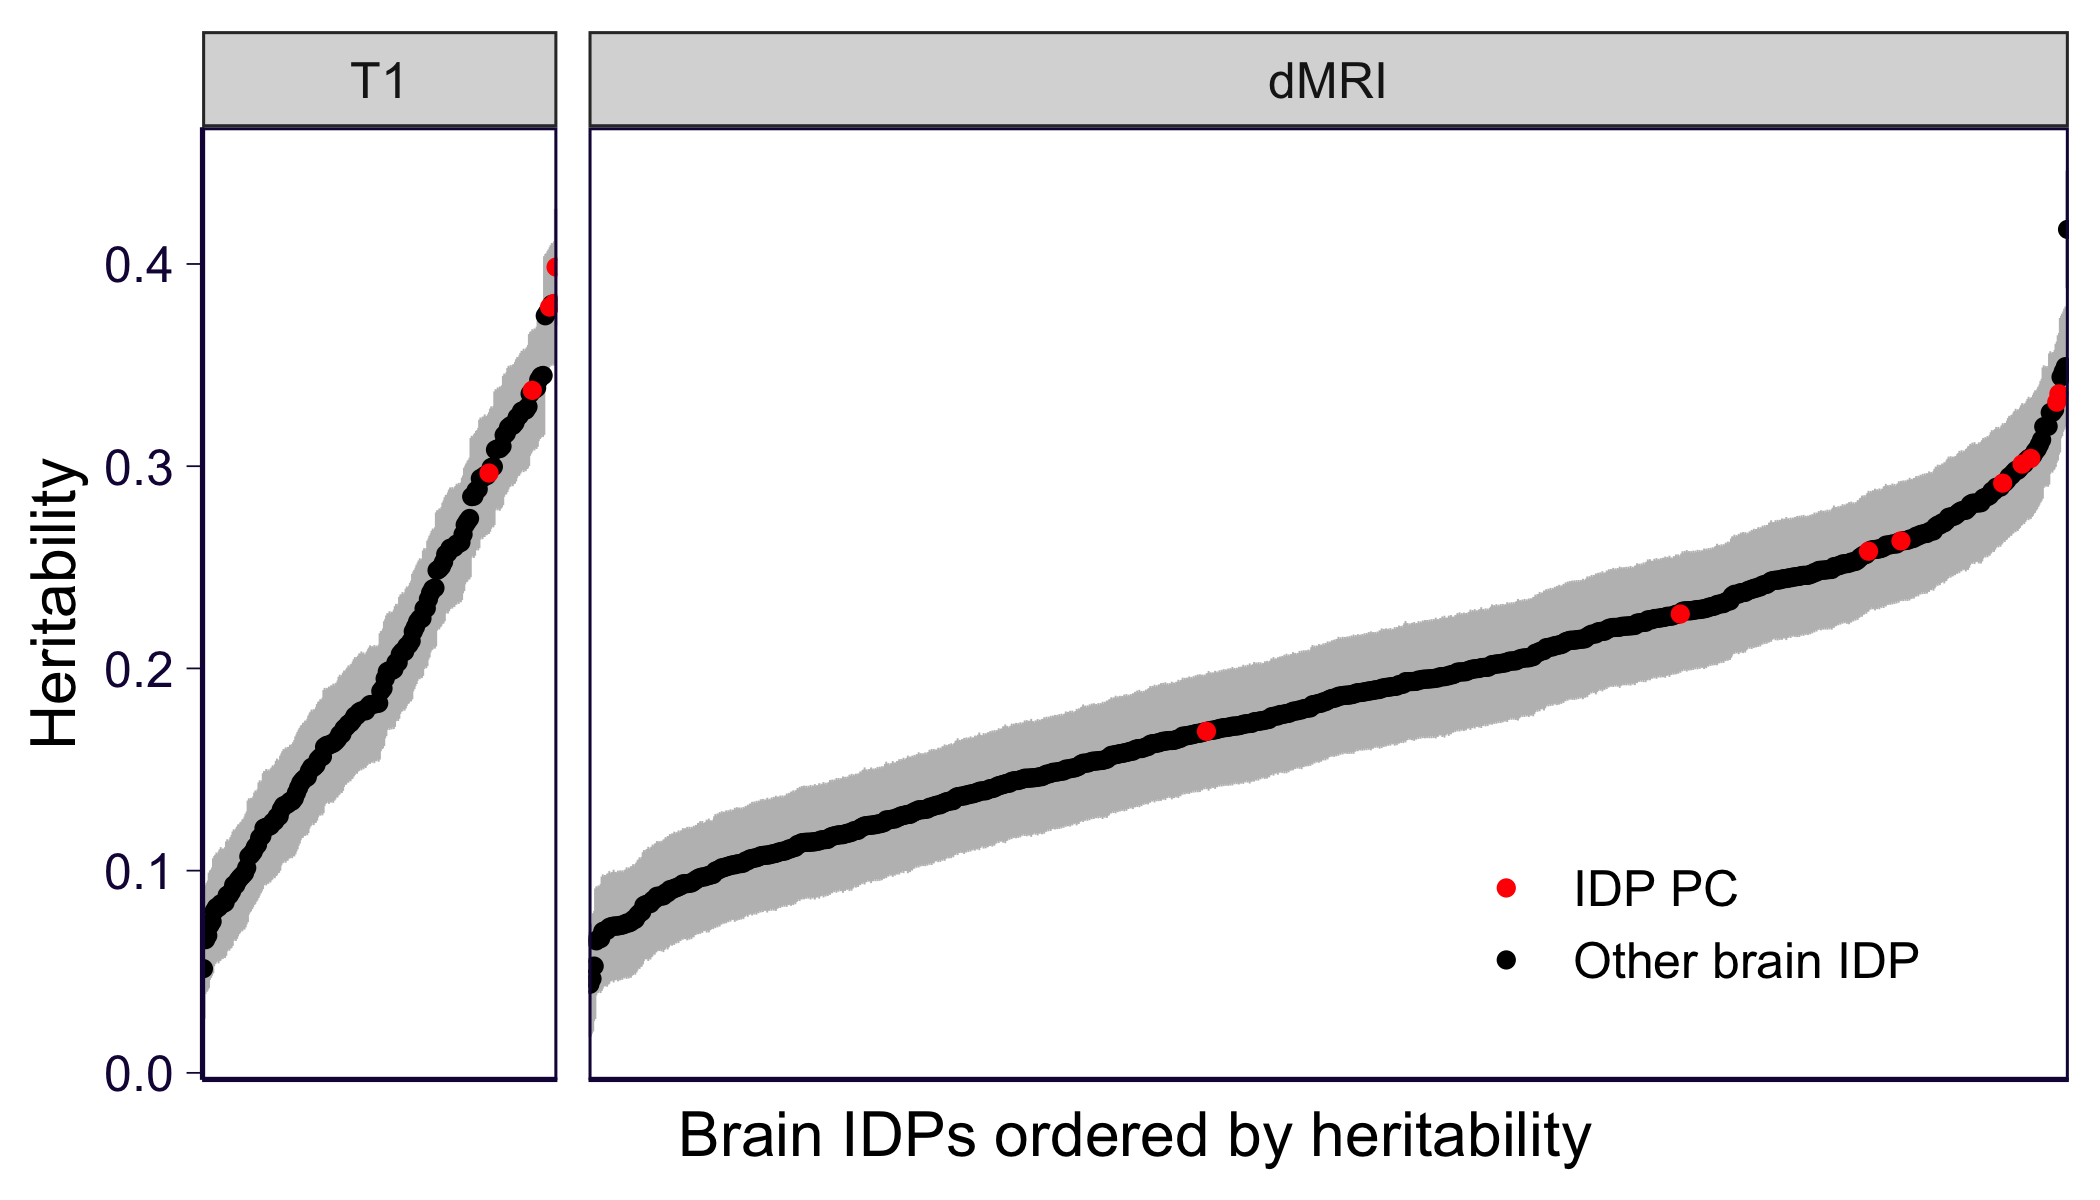 T1
dMRI
Heritability
0.4
0.3
0.2
0.1
0.0
IDP PC
Other brain IDP
Brain IDPs ordered by heritability